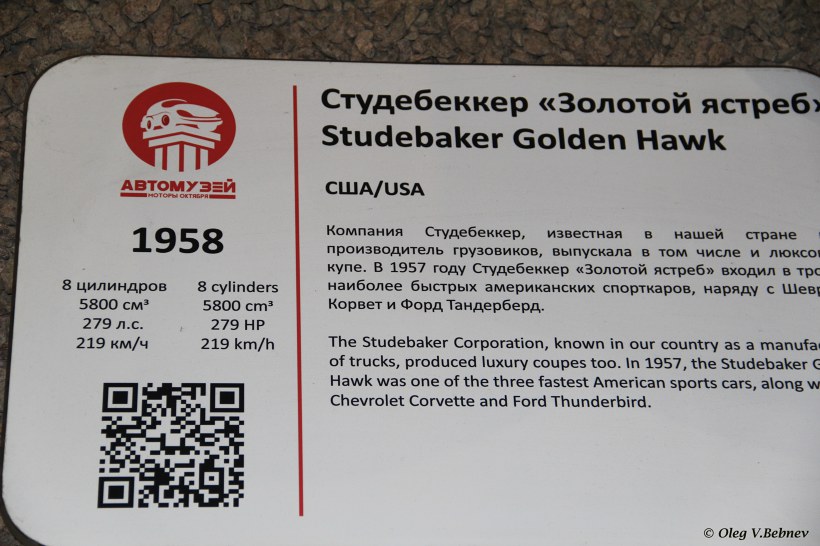 АВТОМУЗЕЙ
МОТОРЫ ОКТЯБРЯ
1958
8 цилиндров
5800 см³
279 л.с.
219 км/ч
8 cylinders
5800 cm³
279 HP
219 km/h
Студебеккер «Золотой ястреб»
Studebaker Golden Hawk
США/USA
Компания Студебеккер, известная в нашей стране
производитель грузовиков, выпускала в том числе и
купе. В 1957 году Студебеккер «Золотой ястреб» входил в
наиболее быстрых американских спорткаров, наряду с
Корвет и Форд Тандерберд.
The Studebaker Corporation, known in our country as a
of trucks, produced luxury coupes too. In 1957, the Studebaker
Hawk was one of the three fastest American sports cars, along
Chevrolet Corvette and Ford Thunderbird.
© Oleg V.Bebnev